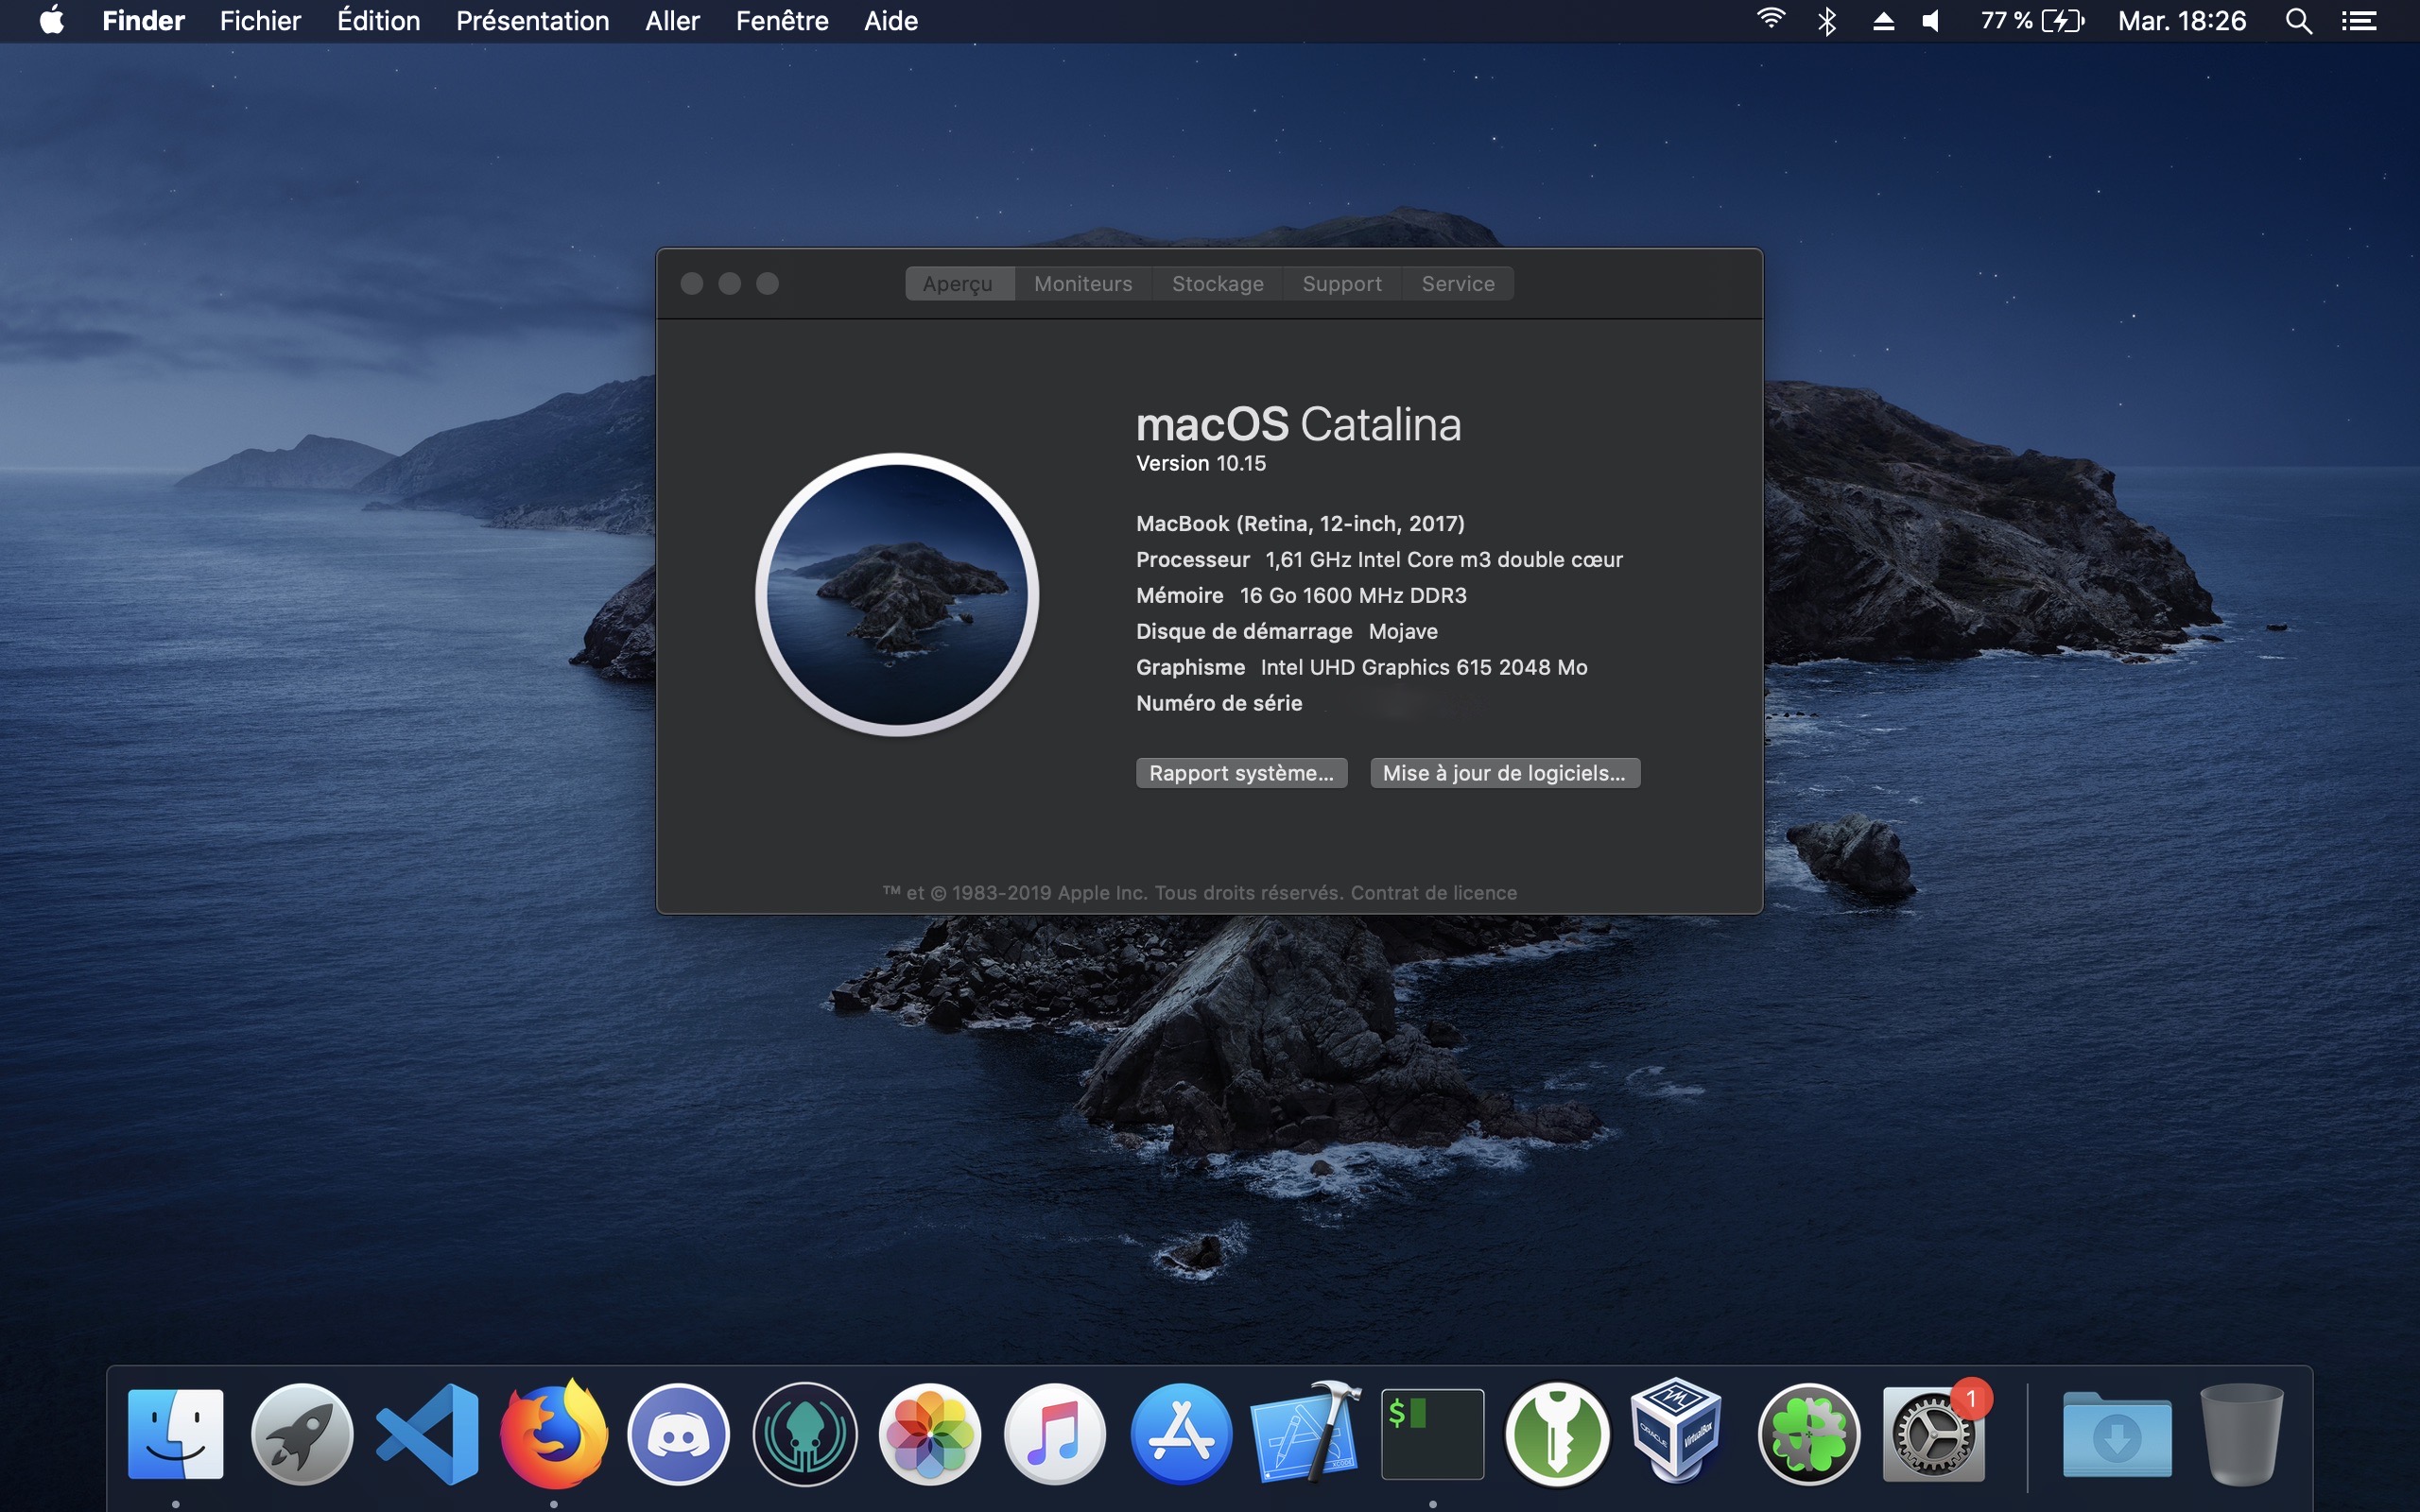 Finder Fichier Édition Présentation Aller Fenêtre Aide 77 % Mar. 18:26
Aperçu Moniteurs Stockage Support Service
macOS Catalina
Version 10.15
MacBook (Retina, 12-inch, 2017)
Processeur 1,61 GHz Intel Core m3 double cœur
Mémoire 16 Go 1600 MHz DDR3
Disque de démarrage Mojave
Graphisme Intel UHD Graphics 615 2048 Mo
Numéro de série
Rapport système... Mise à jour de logiciels...
™ et © 1983-2019 Apple Inc. Tous droits réservés. Contrat de licence
1
$
XCODE
ORACLE VirtualBox